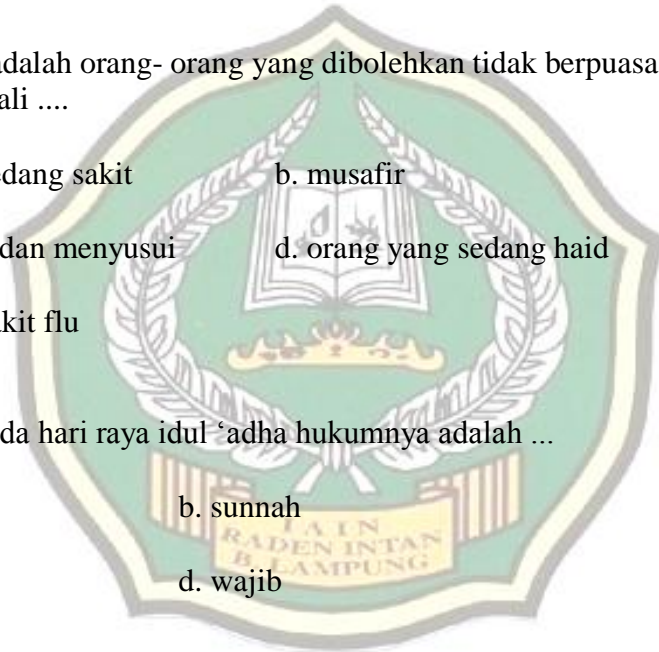 adalah orang- orang yang dibolehkan tidak berpuasa
ali ....
edang sakit b. musafir
dan menyusui d. orang yang sedang haid
kit flu
da hari raya idul ‘adha hukumnya adalah ...
b. sunnah
d. wajib
I A I N
RADEN INTAN
B. LAMPUNG